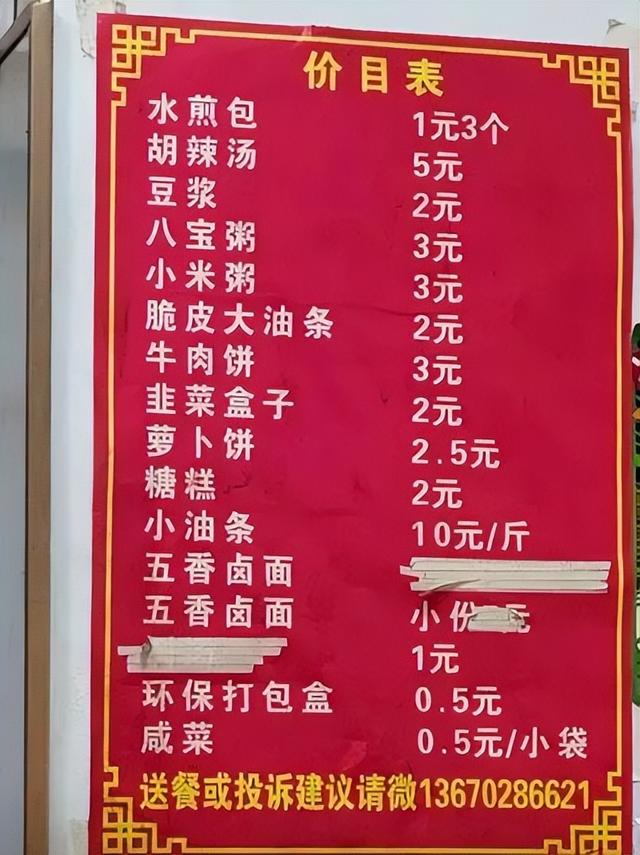 价目表
水煎包 1元3个
胡辣汤 5元
豆浆 2元
八宝粥 3元
小米粥 3元
脆皮大油条 2元
牛肉饼 3元
韭菜盒子 2元
萝卜饼 2.5元
糖糕 2元
小油条 10元/斤
五香卤面
五香卤面 小份 元
1元
环保打包盒 0.5元
咸菜 0.5元/小袋
送餐或投诉建议请微13670286621